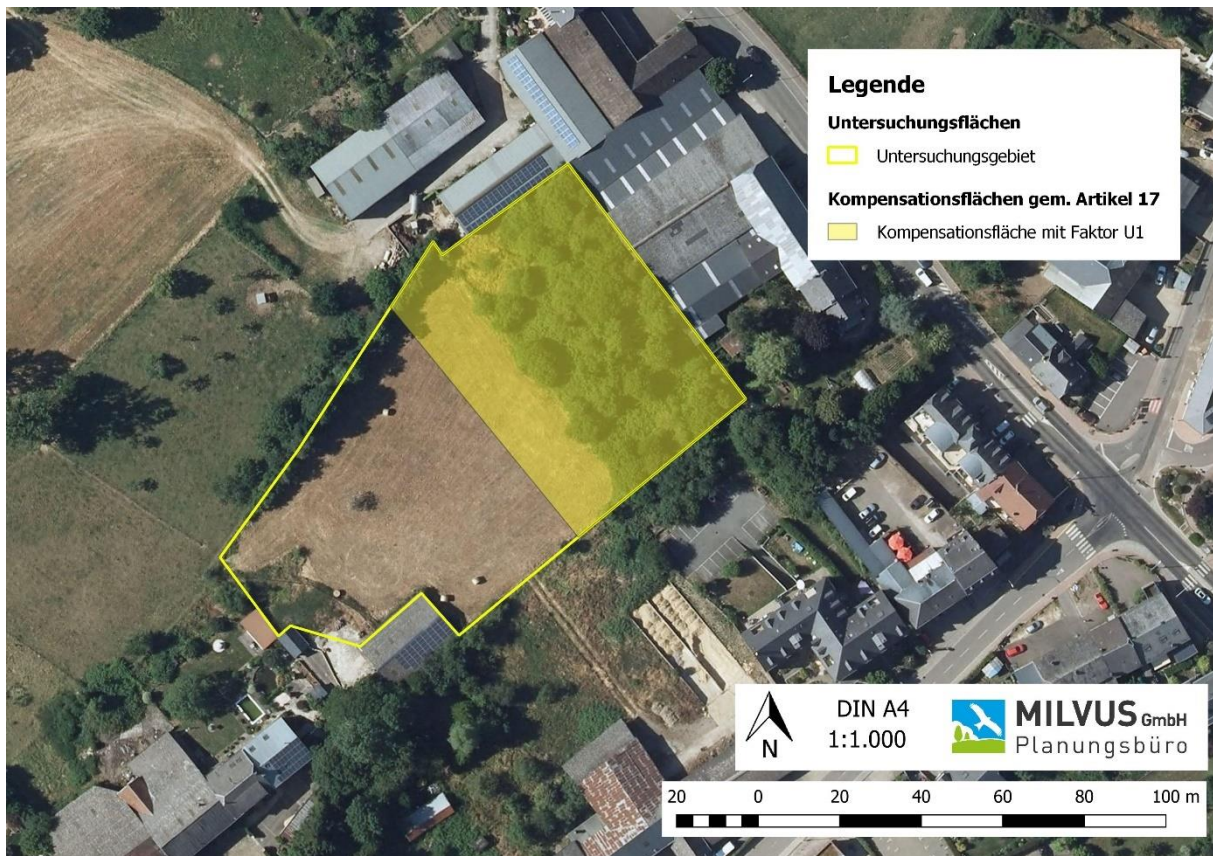 Legende
Untersuchungsflächen
Untersuchungsgebiet
Kompensationsflächen gem. Artikel 17
Kompensationsfläche mit Faktor U1
N
DIN A4
1:1.000
MILVUS GmbH
Planungsbüro
20 0 20 40 60 80 100 m